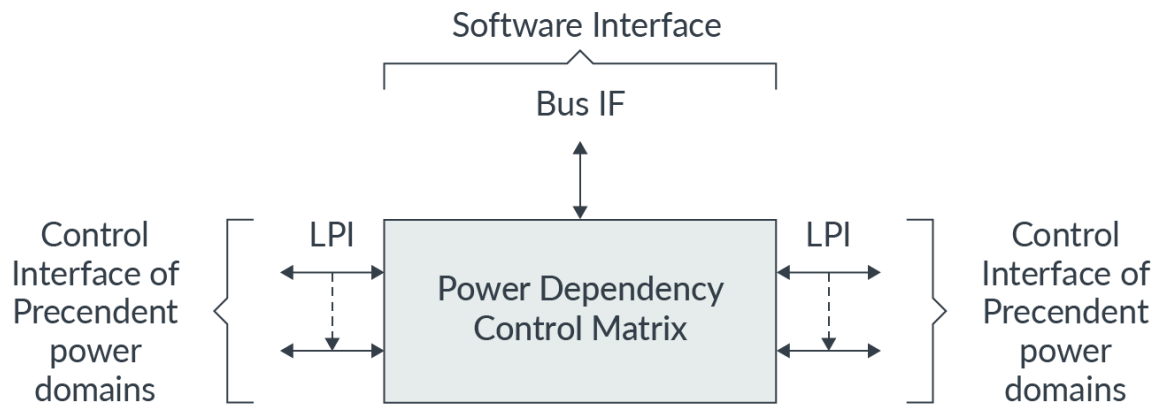 Software Interface
Bus IF
Control
Interface of
Precendent
power
domains
LPI
Power Dependency
Control Matrix
LPI
Control
Interface of
Precendent
power
domains